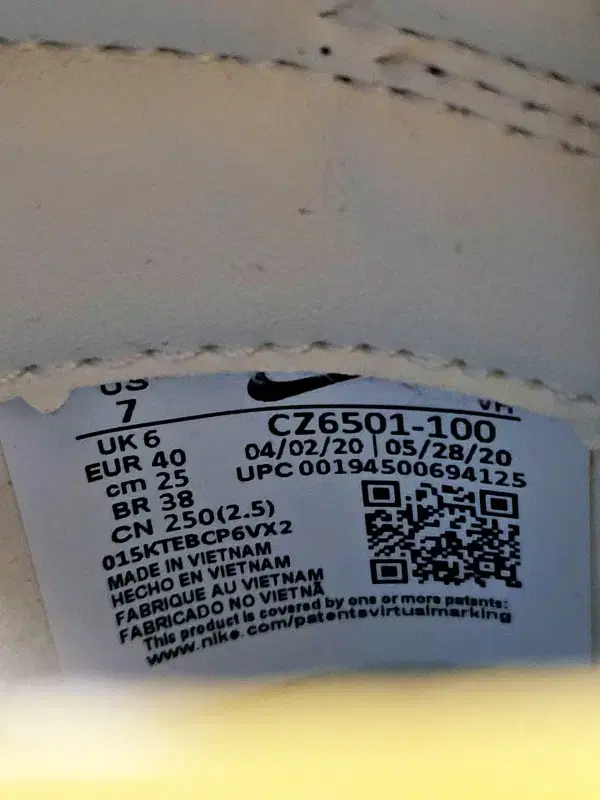 US
7
VH
UK 6
EUR 40
cm 25
BR 38
CN 250(2.5)
015KTEBCP6VX2
MADE IN VIETNAM
HECHO EN VIETNAM
FABRIQUE AU VIETNAM
FABRICADO NO VIETNÃ
CZ6501-100
04/02/20 | 05/28/20
UPC 00194500694125
This product is covered by one or more patents:
www.nike.com/patentsvirtualmarking